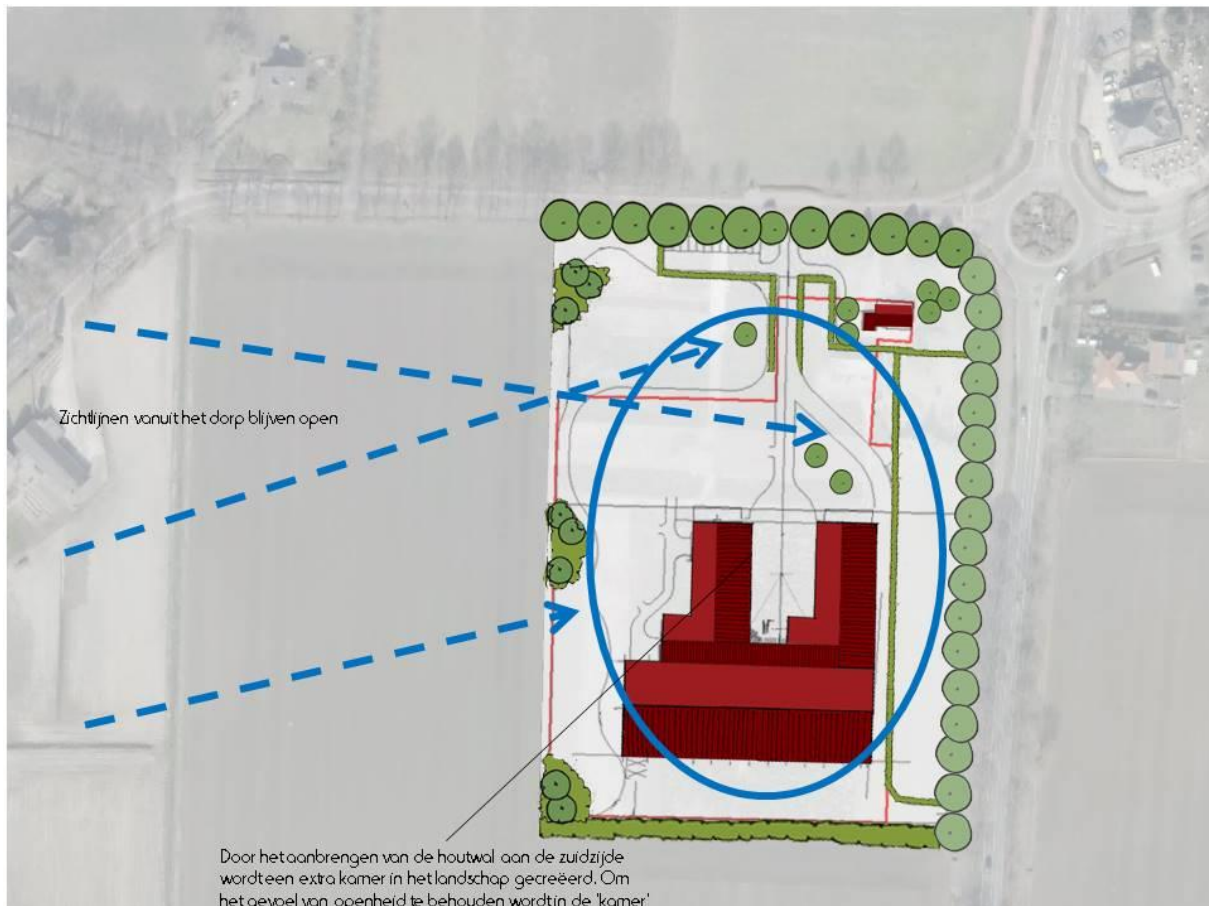 Zichtlijnen vanuit het dorp blijven open
Door het aanbrengen van de houtwal aan de zuidzijde
wordt een extra kamer in het landschap gecreëerd. Om
het gevoel van openheid te behouden wordt in de 'kamer'